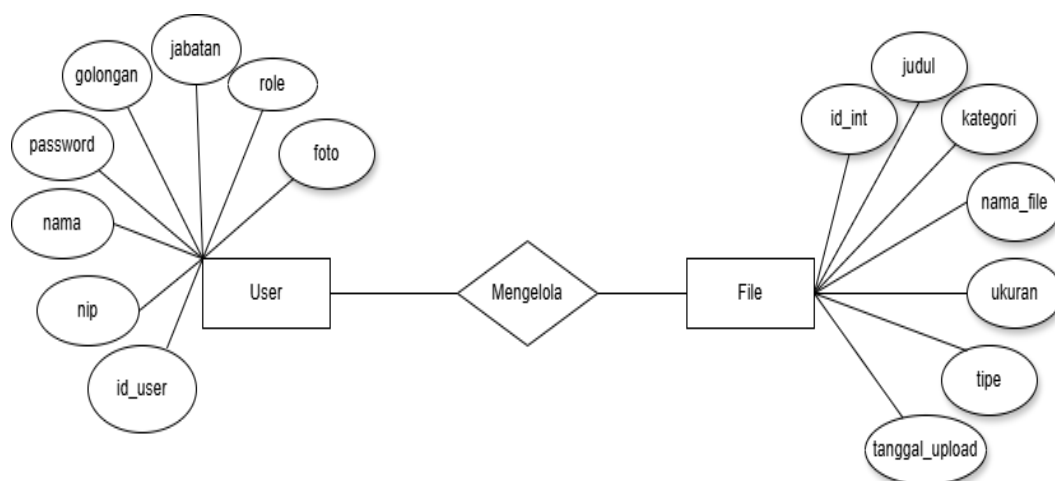 jabatan
golongan
role
password
foto
nama
nip
id_user
User
Mengelola
File
judul
id_int
kategori
nama_file
ukuran
tipe
tanggal_upload